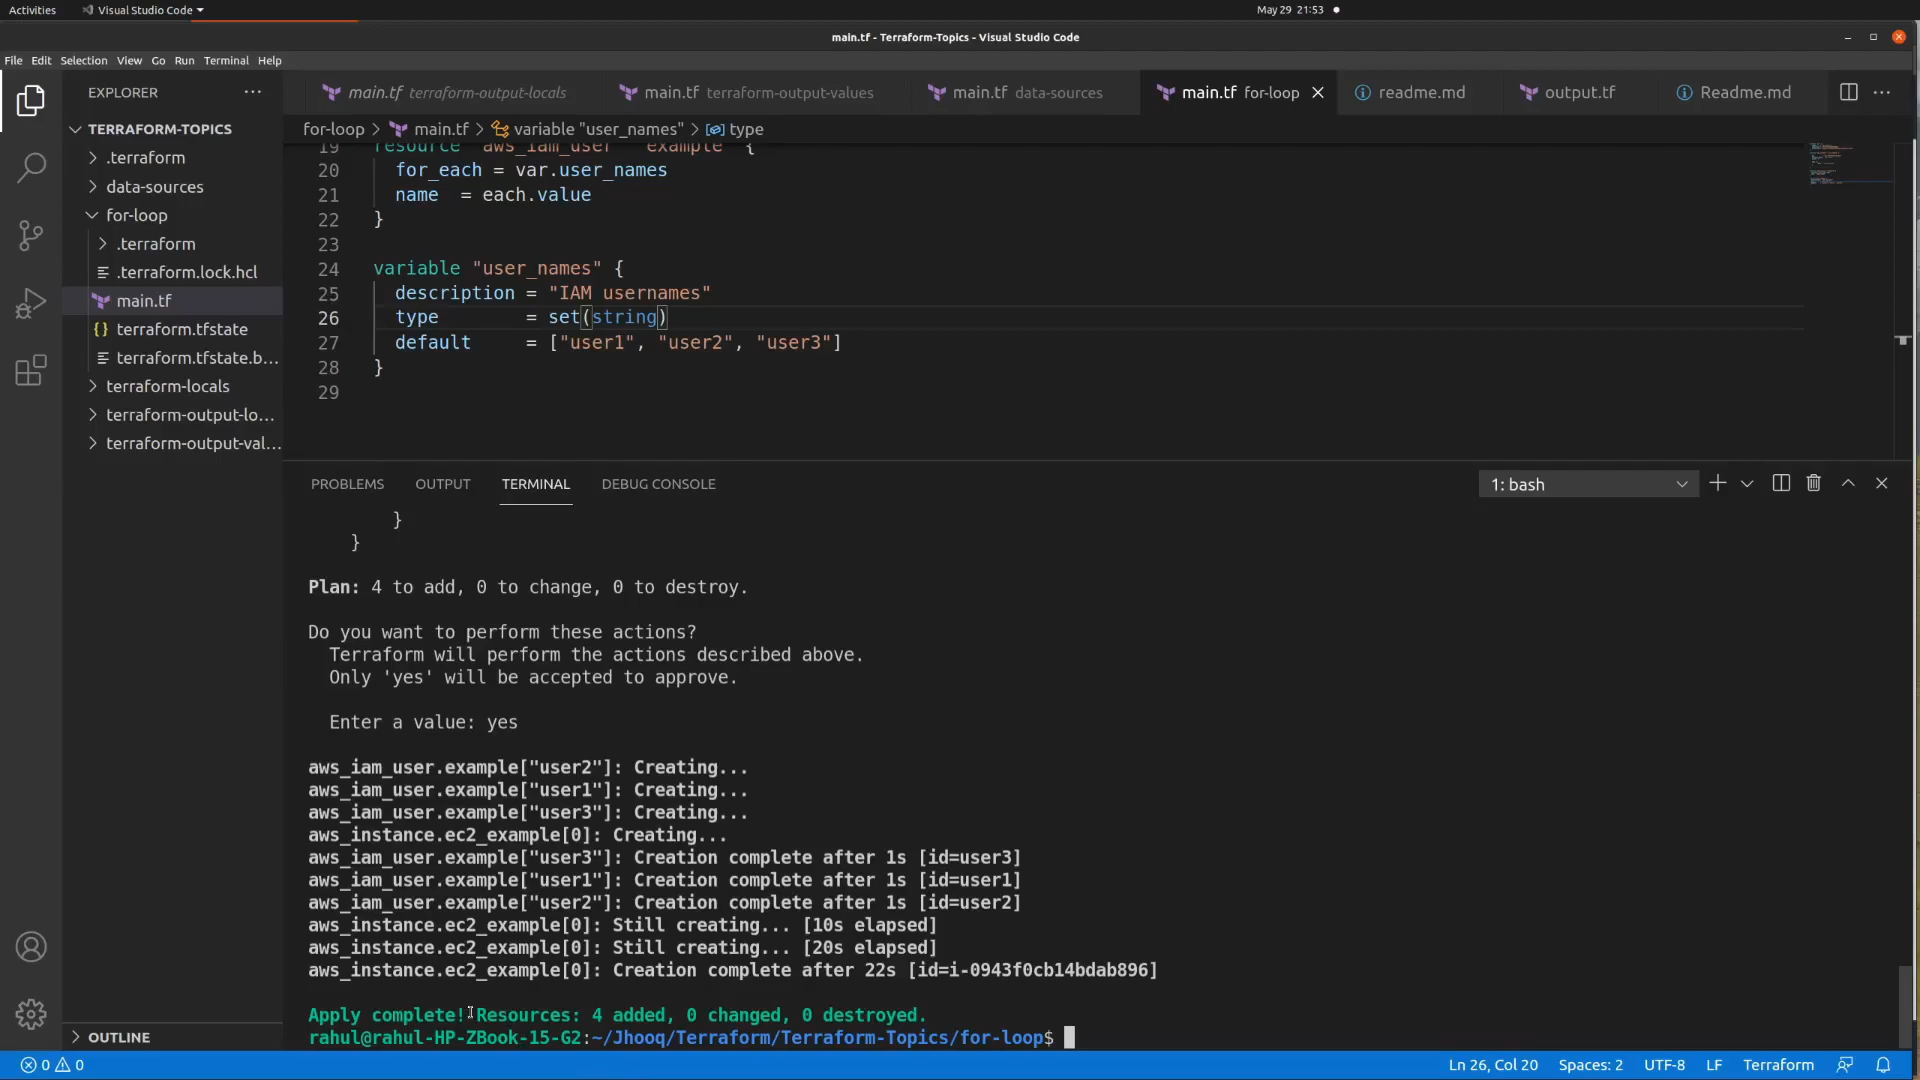 Activities Visual Studio Code May 29 21:53
main.tf - Terraform-Topics - Visual Studio Code
File Edit Selection View Go Run Terminal Help
EXPLORER
main.tf terraform-output-locals main.tf terraform-output-values main.tf data-sources main.tf for-loop readme.md output.tf Readme.md
TERRAFORM-TOPICS
.terraform
data-sources
for-loop
.terraform
.terraform.lock.hcl
main.tf
terraform.tfstate
terraform.tfstate.b...
terraform-locals
terraform-output-lo...
terraform-output-val...
OUTLINE
for-loop > main.tf > variable "user_names" > type
19 resource "aws_iam_user" "example" {
20 for_each = var.user_names
21 name = each.value
22 }
23
24 variable "user_names" {
25 description = "IAM usernames"
26 type = set(string)
27 default = ["user1", "user2", "user3"]
28 }
29
PROBLEMS OUTPUT TERMINAL DEBUG CONSOLE 1: bash
}
}
Plan: 4 to add, 0 to change, 0 to destroy.
Do you want to perform these actions?
Terraform will perform the actions described above.
Only 'yes' will be accepted to approve.
Enter a value: yes
aws_iam_user.example["user2"]: Creating...
aws_iam_user.example["user1"]: Creating...
aws_iam_user.example["user3"]: Creating...
aws_instance.ec2_example[0]: Creating...
aws_iam_user.example["user3"]: Creation complete after 1s [id=user3]
aws_iam_user.example["user1"]: Creation complete after 1s [id=user1]
aws_iam_user.example["user2"]: Creation complete after 1s [id=user2]
aws_instance.ec2_example[0]: Still creating... [10s elapsed]
aws_instance.ec2_example[0]: Still creating... [20s elapsed]
aws_instance.ec2_example[0]: Creation complete after 22s [id=i-0943f0cb14bdab896]
Apply complete! Resources: 4 added, 0 changed, 0 destroyed.
rahul@rahul-HP-ZBook-15-G2:~/Jhooq/Terraform/Terraform-Topics/for-loop$
0 0 Ln 26, Col 20 Spaces: 2 UTF-8 LF Terraform